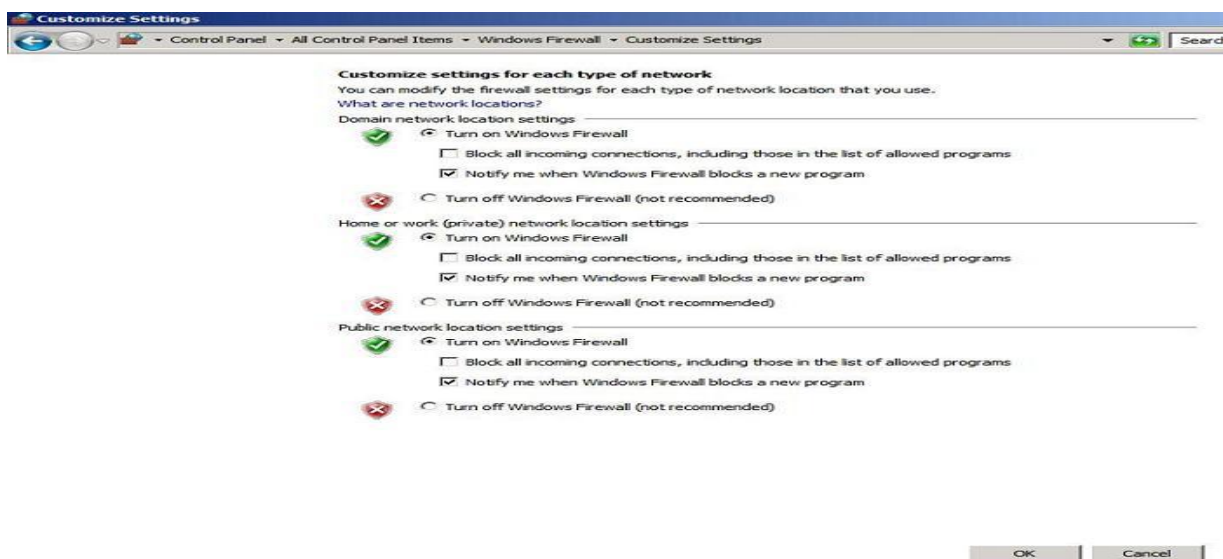 Customize Settings
Control Panel All Control Panel Items Windows Firewall Customize Settings
Search
Customize settings for each type of network
You can modify the firewall settings for each type of network location that you use.
What are network locations?
Domain network location settings
Turn on Windows Firewall
Block all incoming connections, including those in the list of allowed programs
Notify me when Windows Firewall blocks a new program
Turn off Windows Firewall (not recommended)
Home or work (private) network location settings
Turn on Windows Firewall
Block all incoming connections, including those in the list of allowed programs
Notify me when Windows Firewall blocks a new program
Turn off Windows Firewall (not recommended)
Public network location settings
Turn on Windows Firewall
Block all incoming connections, including those in the list of allowed programs
Notify me when Windows Firewall blocks a new program
Turn off Windows Firewall (not recommended)
OK Cancel